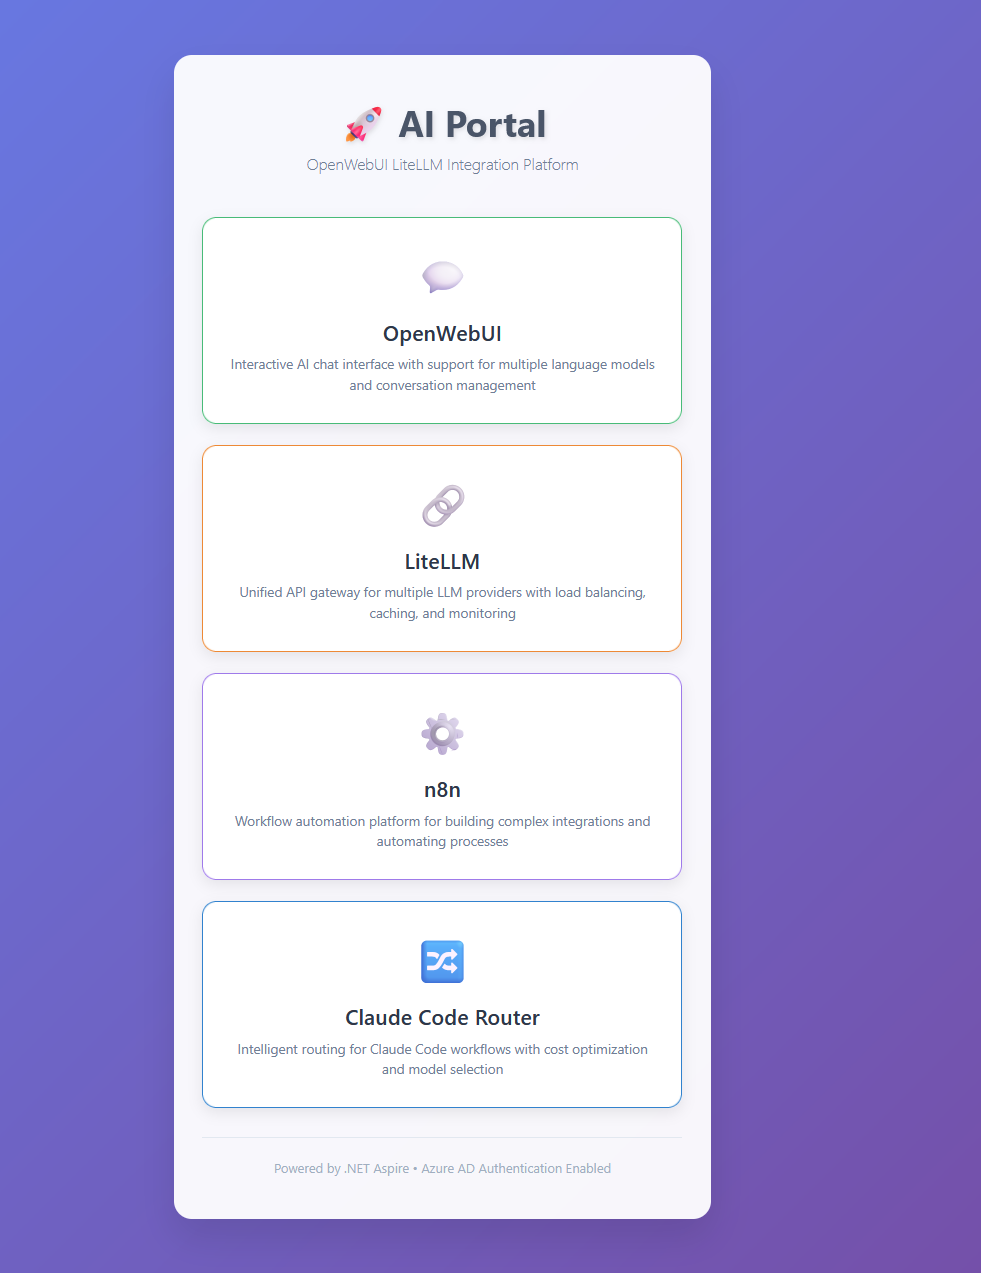 AI Portal
OpenWebUI LiteLLM Integration Platform
OpenWebUI
Interactive AI chat interface with support for multiple language models
and conversation management
LiteLLM
Unified API gateway for multiple LLM providers with load balancing,
caching, and monitoring
n8n
Workflow automation platform for building complex integrations and
automating processes
Claude Code Router
Intelligent routing for Claude Code workflows with cost optimization
and model selection
Powered by .NET Aspire • Azure AD Authentication Enabled